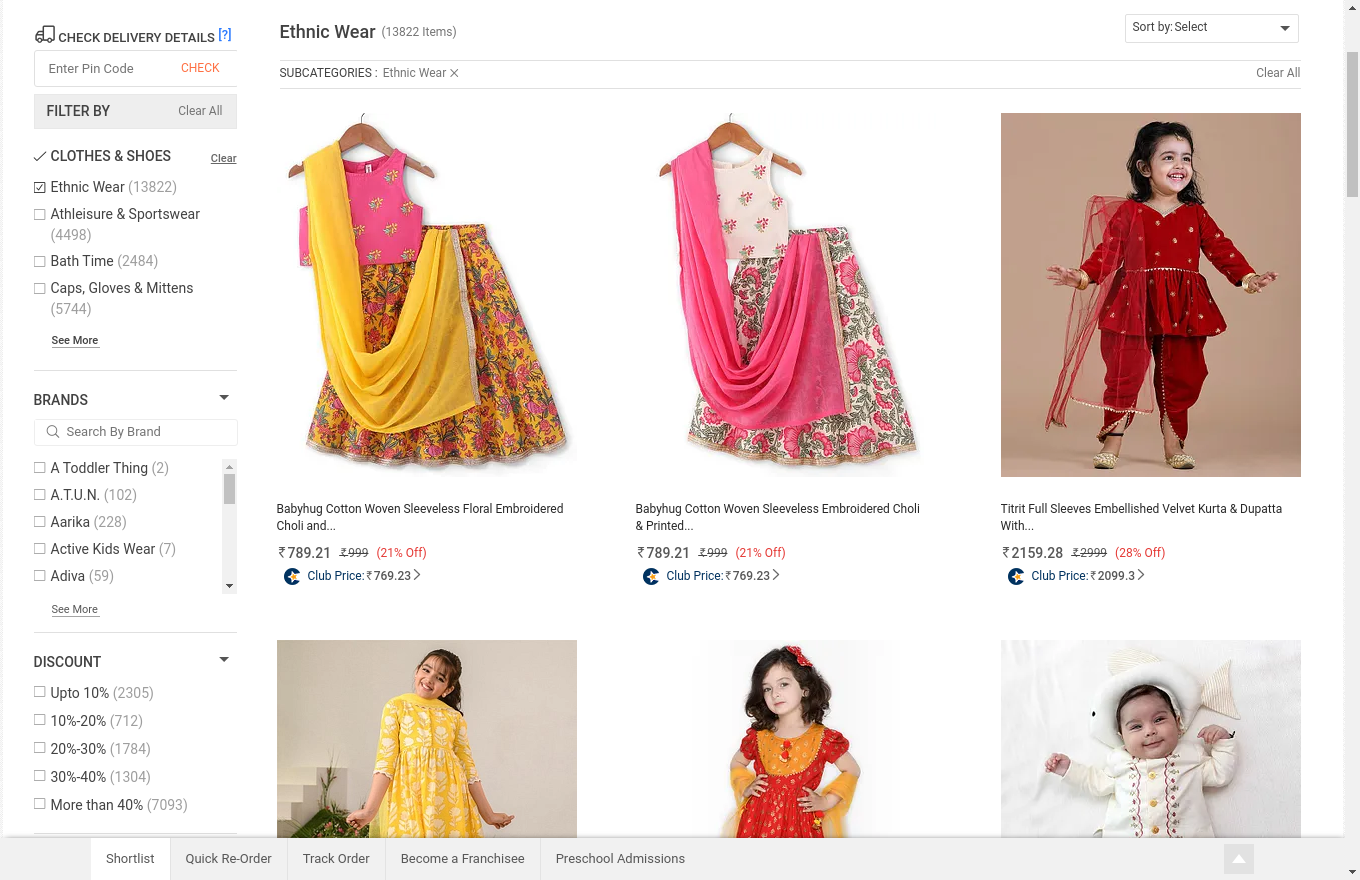 CHECK DELIVERY DETAILS [?]
Enter Pin Code CHECK
FILTER BY Clear All
CLOTHES & SHOES Clear
Ethnic Wear (13822)
Athleisure & Sportswear
(4498)
Bath Time (2484)
Caps, Gloves & Mittens
(5744)
See More
BRANDS
Search By Brand
A Toddler Thing (2)
A.T.U.N. (102)
Aarika (228)
Active Kids Wear (7)
Adiva (59)
See More
DISCOUNT
Upto 10% (2305)
10%-20% (712)
20%-30% (1784)
30%-40% (1304)
More than 40% (7093)
Ethnic Wear (13822 Items)
Sort by: Select
SUBCATEGORIES : Ethnic Wear
Clear All
Babyhug Cotton Woven Sleeveless Floral Embroidered
Choli and...
₹789.21 ₹999 (21% Off)
Club Price: ₹769.23
Babyhug Cotton Woven Sleeveless Embroidered Choli
& Printed...
₹789.21 ₹999 (21% Off)
Club Price: ₹769.23
Titrit Full Sleeves Embellished Velvet Kurta & Dupatta
With...
₹2159.28 ₹2999 (28% Off)
Club Price: ₹2099.3
Shortlist
Quick Re-Order
Track Order
Become a Franchisee
Preschool Admissions